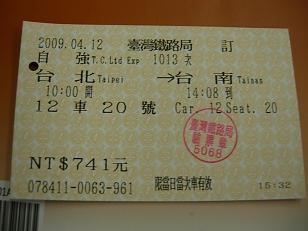 2009.04.12 臺灣鐵路局 訂
自強 T.C.Ltd Exp 1013 次
台北 Taipei → 台南 Tainan
10:00 開 14:08 到
12 車 20 號 Car. 12 Seat. 20
NT$741元
臺灣鐵路局
5068
078411-0063-961 限當日當次車有效 15:32